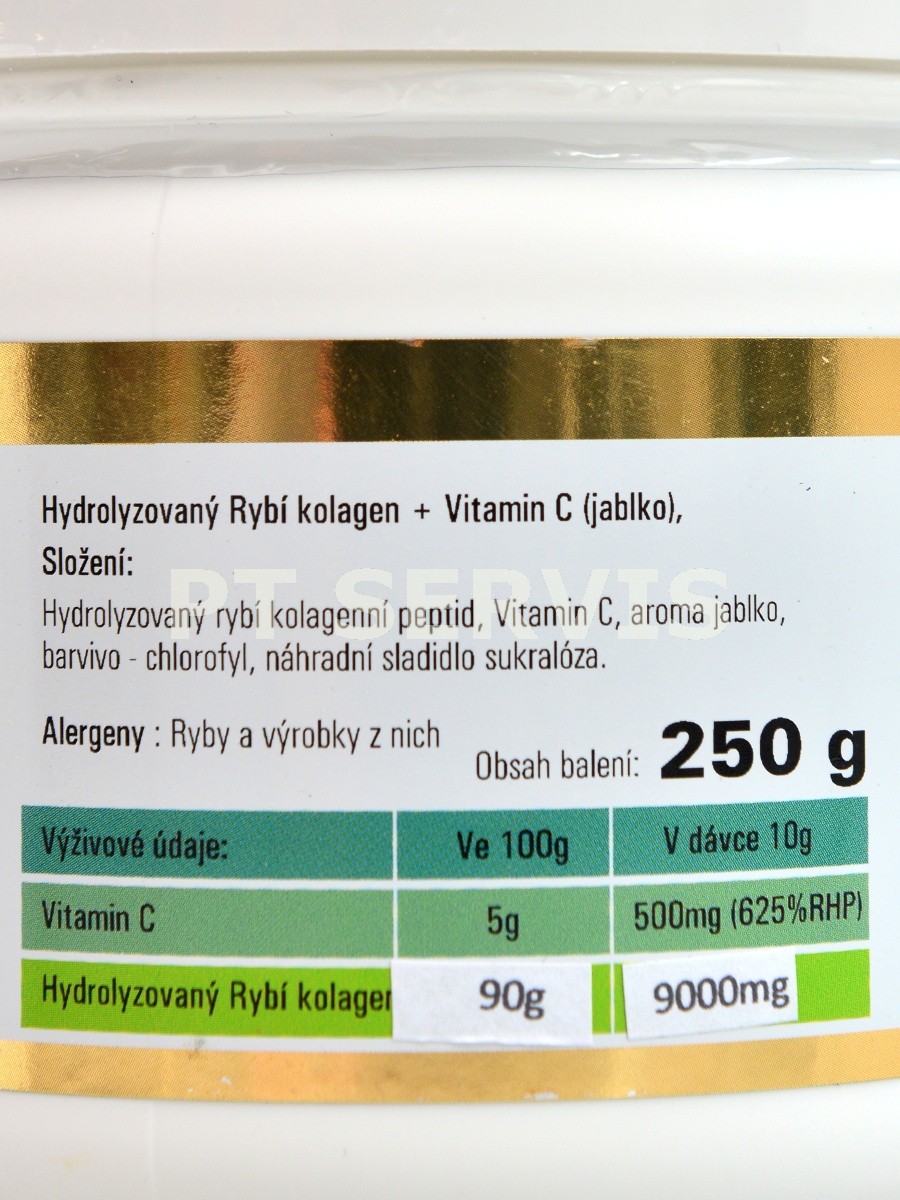 Hydrolyzovaný Rybí kolagen + Vitamin C (jablko),
Složení:
PT SERVIS
Hydrolyzovaný rybí kolagenní peptid, Vitamin C, aroma jablko,
barvivo - chlorofyl, náhradní sladidlo sukralóza.
Alergeny : Ryby a výrobky z nich
Obsah balení: 250 g
Výživové údaje: Ve 100g V dávce 10g
Vitamin C 5g 500mg (625%RHP)
Hydrolyzovaný Rybí kolagen 90g 9000mg